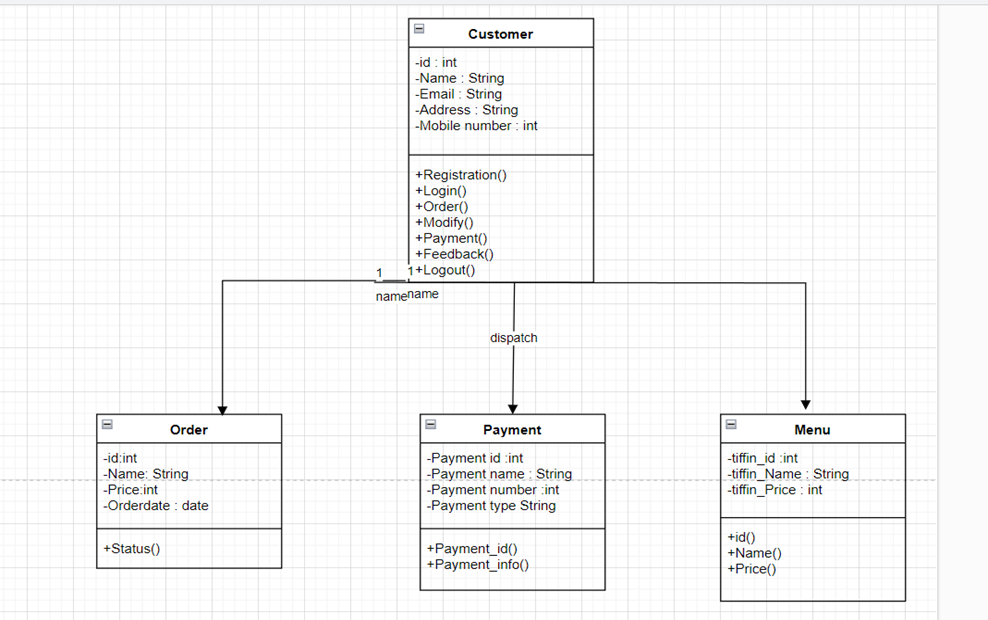 Customer
-id : int
-Name : String
-Email : String
-Address : String
-Mobile number : int
+Registration()
+Login()
+Order()
+Modify()
+Payment()
+Feedback()
+Logout()
1
1
name
name
dispatch
Order
-id:int
-Name: String
-Price:int
-Orderdate : date
+Status()
Payment
-Payment id :int
-Payment name : String
-Payment number :int
-Payment type String
+Payment_id()
+Payment_info()
Menu
-tiffin_id :int
-tiffin_Name : String
-tiffin_Price : int
+id()
+Name()
+Price()